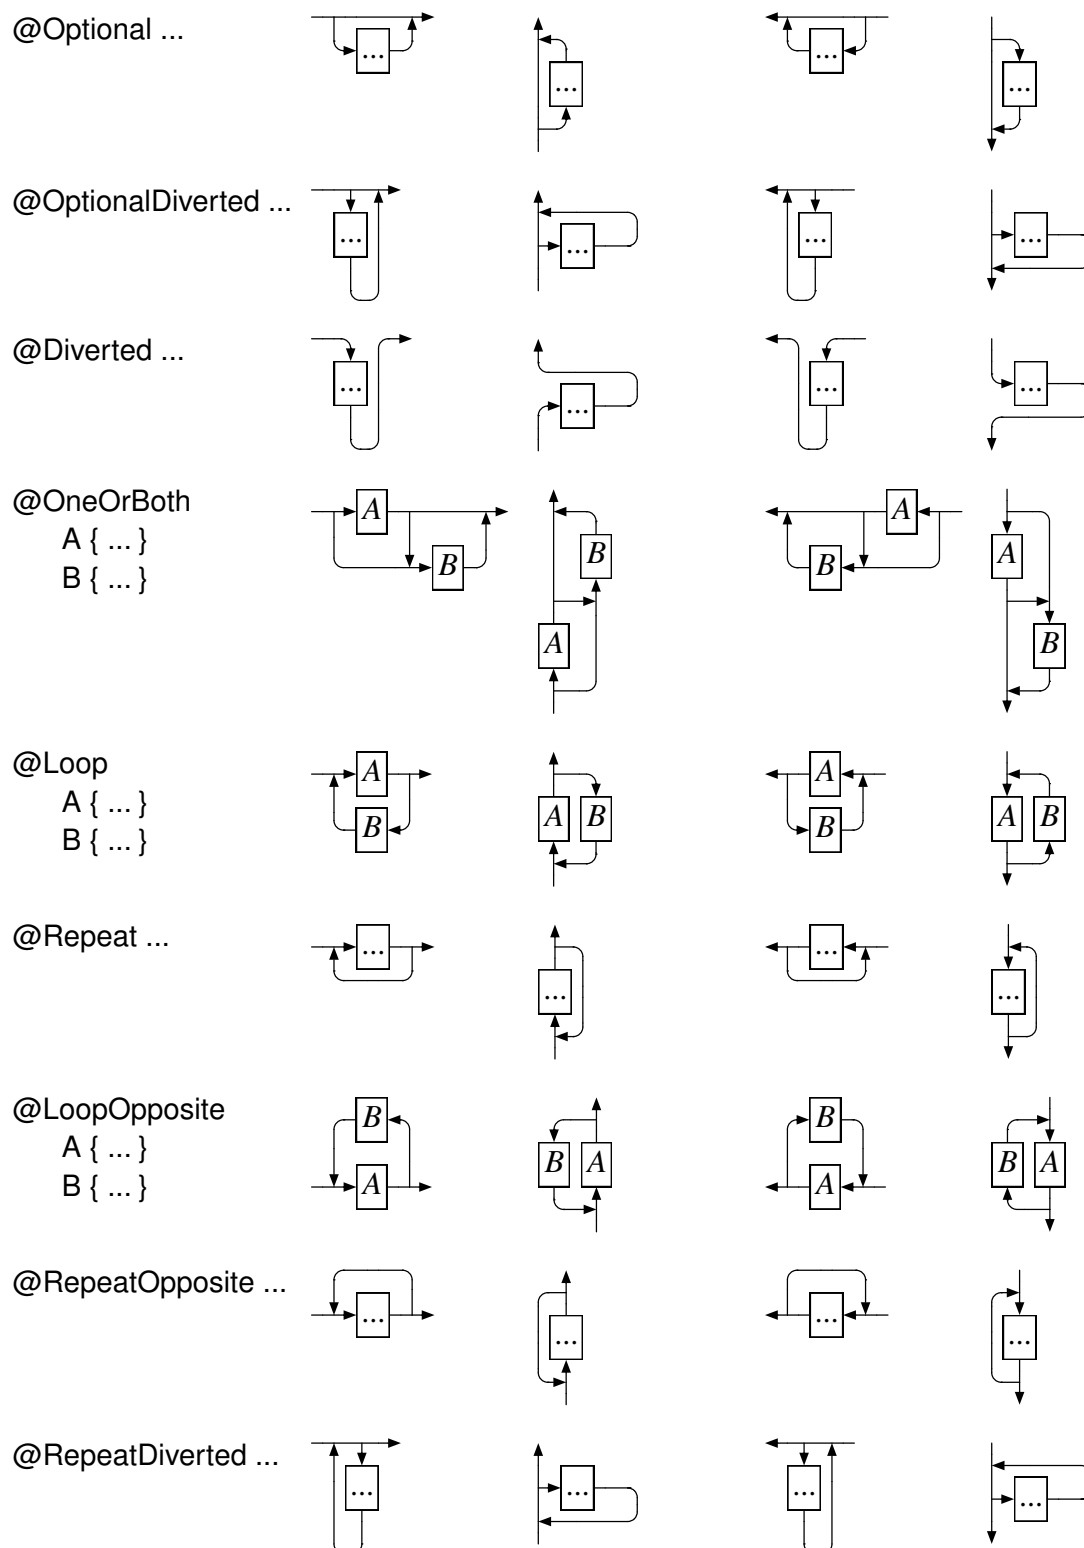 @Optional ... ... ... ... ...
@OptionalDiverted ... ... ... ... ...
@Diverted ... ... ... ... ...
@OneOrBoth A A
A { ... } B B A
B { ... } B A B
@Loop A A
A { ... } A B A B
B { ... } B B
@Repeat ... ... ... ... ...
@LoopOpposite B B
A { ... } B A B A
B { ... } A A
@RepeatOpposite ... ... ... ... ...
@RepeatDiverted ... ... ... ... ...